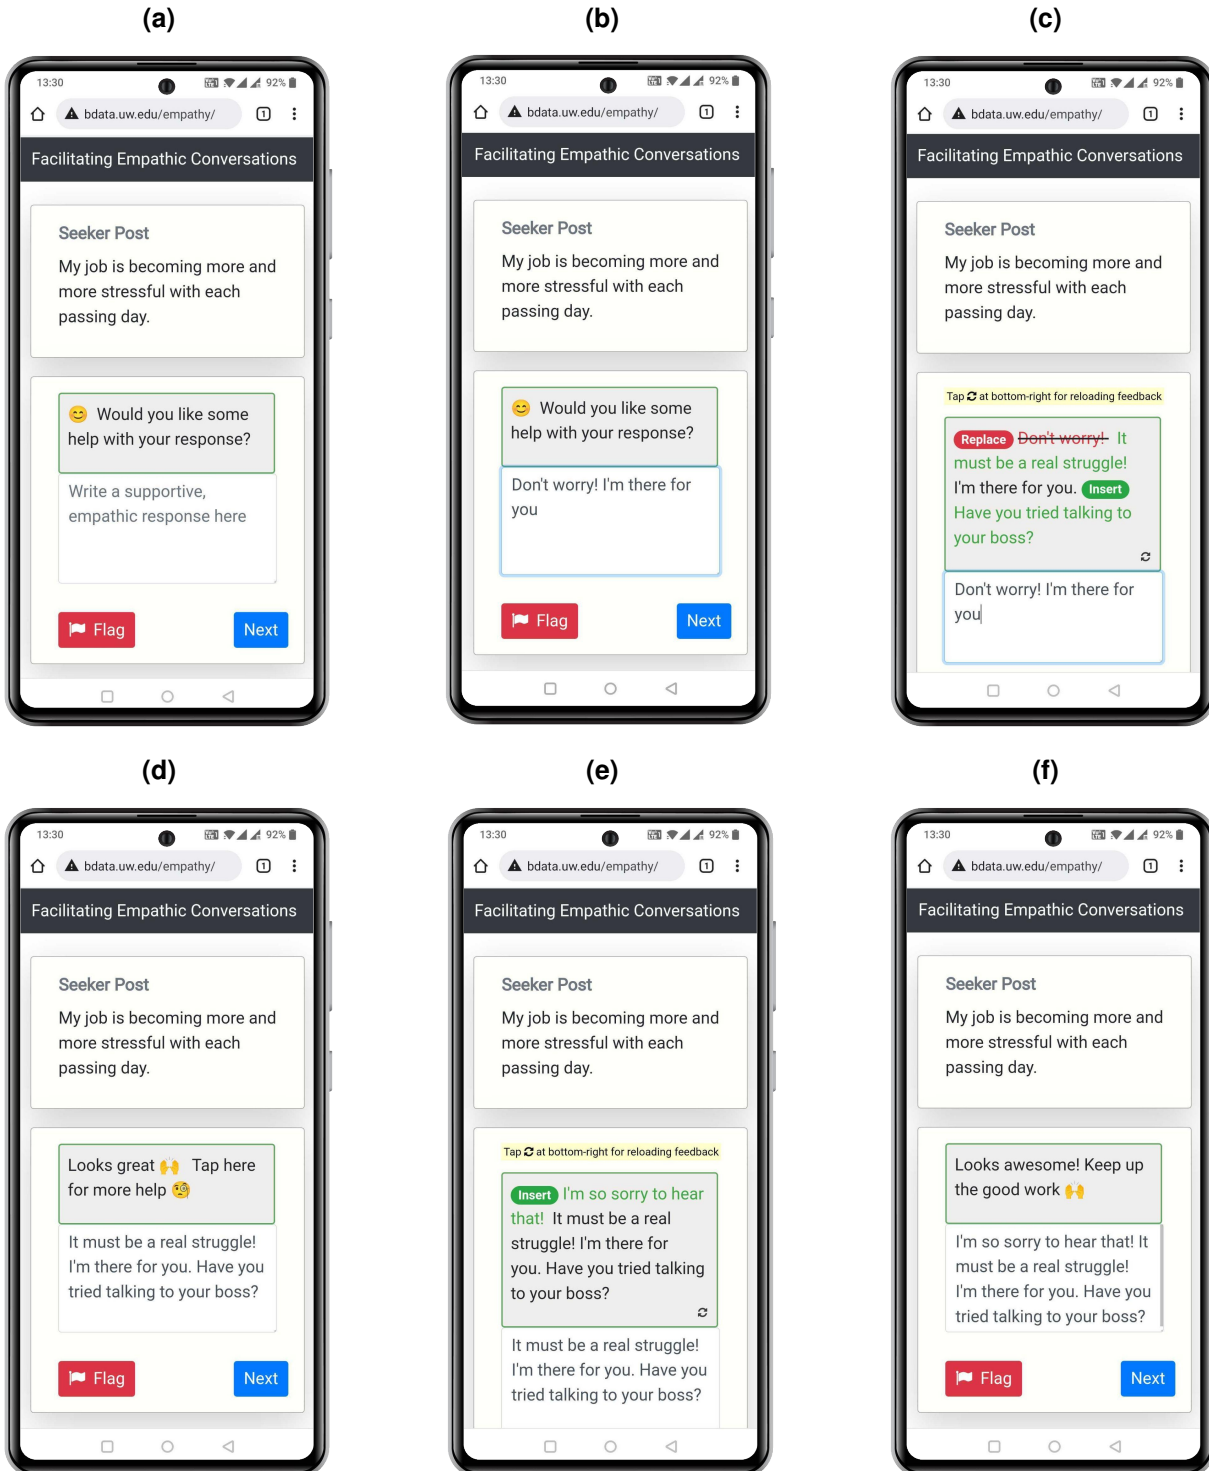 (a)
13:30
92%
bdata.uw.edu/empathy/
1
Facilitating Empathic Conversations
Seeker Post
My job is becoming more and
more stressful with each
passing day.
😊 Would you like some
help with your response?
Write a supportive,
empathic response here
Flag
Next
(b)
13:30
92%
bdata.uw.edu/empathy/
1
Facilitating Empathic Conversations
Seeker Post
My job is becoming more and
more stressful with each
passing day.
😊 Would you like some
help with your response?
Don't worry! I'm there for
you
Flag
Next
(c)
13:30
92%
bdata.uw.edu/empathy/
1
Facilitating Empathic Conversations
Seeker Post
My job is becoming more and
more stressful with each
passing day.
Tap at bottom-right for reloading feedback
Replace Don't worry! It
must be a real struggle!
I'm there for you. Insert
Have you tried talking to
your boss?
Don't worry! I'm there for
you
(d)
13:30
92%
bdata.uw.edu/empathy/
1
Facilitating Empathic Conversations
Seeker Post
My job is becoming more and
more stressful with each
passing day.
Looks great 🙌 Tap here
for more help 🧐
It must be a real struggle!
I'm there for you. Have you
tried talking to your boss?
Flag
Next
(e)
13:30
92%
bdata.uw.edu/empathy/
1
Facilitating Empathic Conversations
Seeker Post
My job is becoming more and
more stressful with each
passing day.
Tap at bottom-right for reloading feedback
Insert I'm so sorry to hear
that! It must be a real
struggle! I'm there for
you. Have you tried talking
to your boss?
It must be a real struggle!
I'm there for you. Have you
tried talking to your boss?
(f)
13:30
92%
bdata.uw.edu/empathy/
1
Facilitating Empathic Conversations
Seeker Post
My job is becoming more and
more stressful with each
passing day.
Looks awesome! Keep up
the good work 🙌
I'm so sorry to hear that! It
must be a real struggle!
I'm there for you. Have you
tried talking to your boss?
Flag
Next